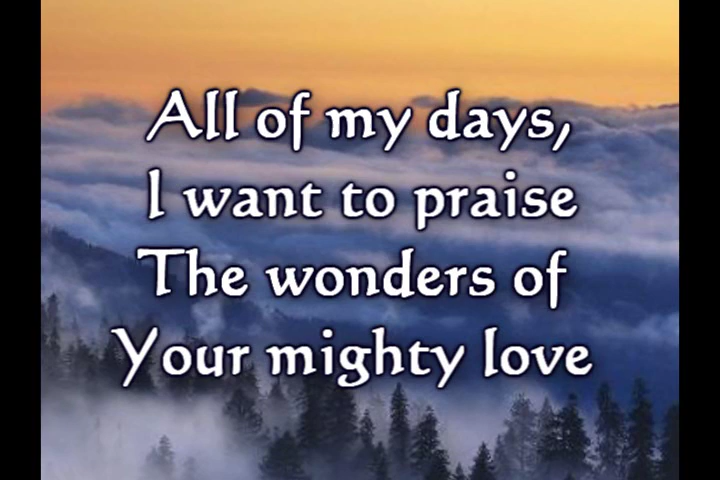 All of my days,
I want to praise
The wonders of
Your mighty love